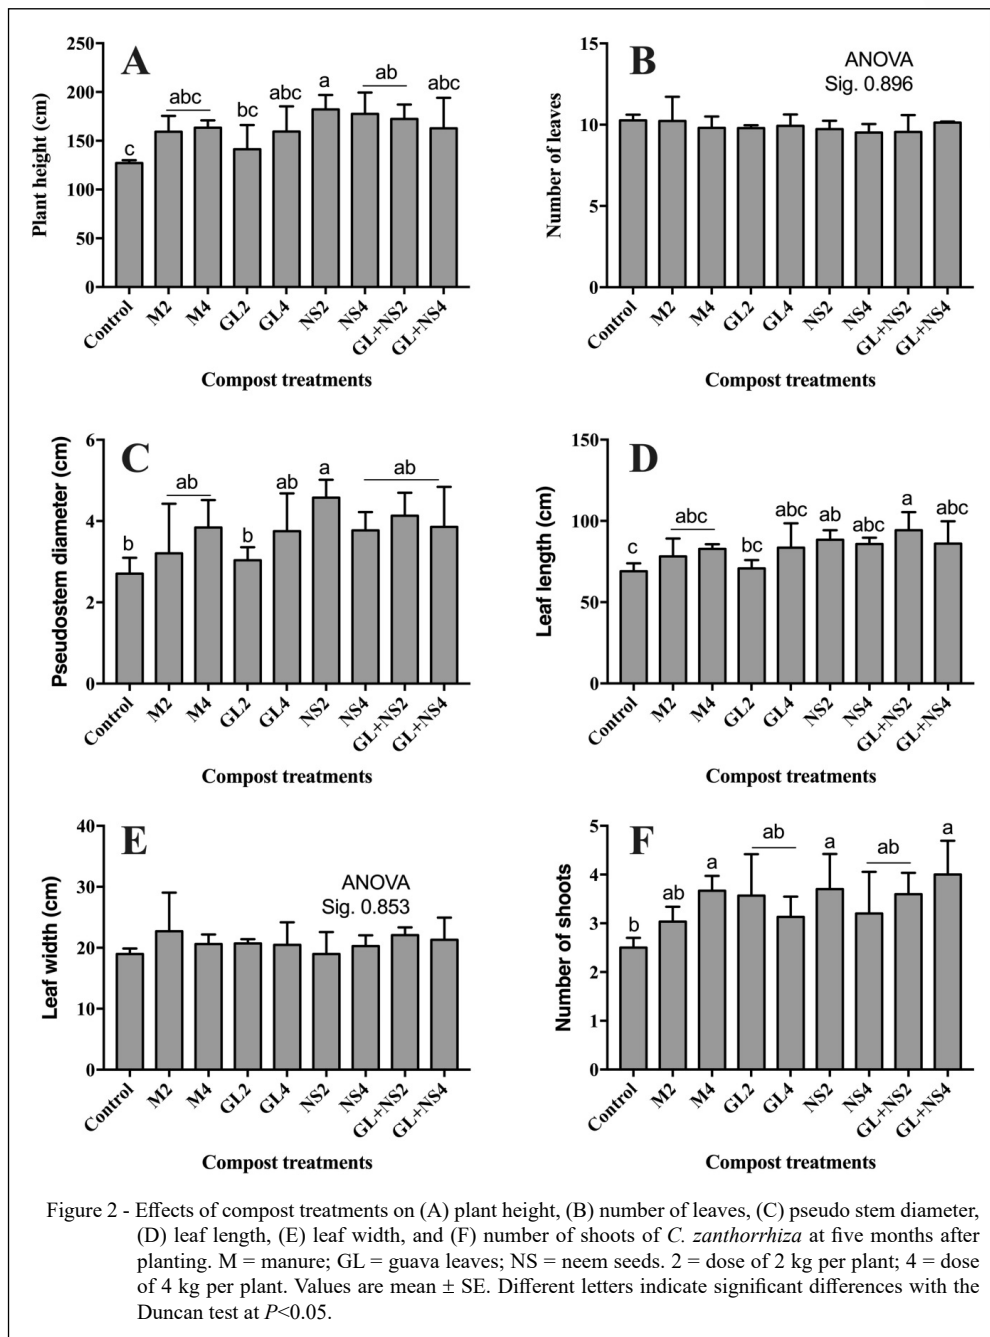 A
250
200
150
100
50
0
Plant height (cm)
c
abc
bc
abc
a
ab
abc
Control
M2
M4
GL2
GL4
NS2
NS4
GL+NS2
GL+NS4
Compost treatments
B
ANOVA
Sig. 0.896
15
10
5
0
Number of leaves
Control
M2
M4
GL2
GL4
NS2
NS4
GL+NS2
GL+NS4
Compost treatments
C
6
4
2
0
Pseudostem diameter (cm)
b
ab
b
ab
a
ab
Control
M2
M4
GL2
GL4
NS2
NS4
GL+NS2
GL+NS4
Compost treatments
D
150
100
50
0
Leaf length (cm)
c
abc
bc
abc
ab
abc
a
abc
Control
M2
M4
GL2
GL4
NS2
NS4
GL+NS2
GL+NS4
Compost treatments
E
ANOVA
Sig. 0.853
40
30
20
10
0
Leaf width (cm)
Control
M2
M4
GL2
GL4
NS2
NS4
GL+NS2
GL+NS4
Compost treatments
F
5
4
3
2
1
0
Number of shoots
b
ab
a
ab
a
ab
a
Control
M2
M4
GL2
GL4
NS2
NS4
GL+NS2
GL+NS4
Compost treatments
Figure 2 - Effects of compost treatments on (A) plant height, (B) number of leaves, (C) pseudo stem diameter,
(D) leaf length, (E) leaf width, and (F) number of shoots of C. zanthorrhiza at five months after
planting. M = manure; GL = guava leaves; NS = neem seeds. 2 = dose of 2 kg per plant; 4 = dose
of 4 kg per plant. Values are mean ± SE. Different letters indicate significant differences with the
Duncan test at P<0.05.